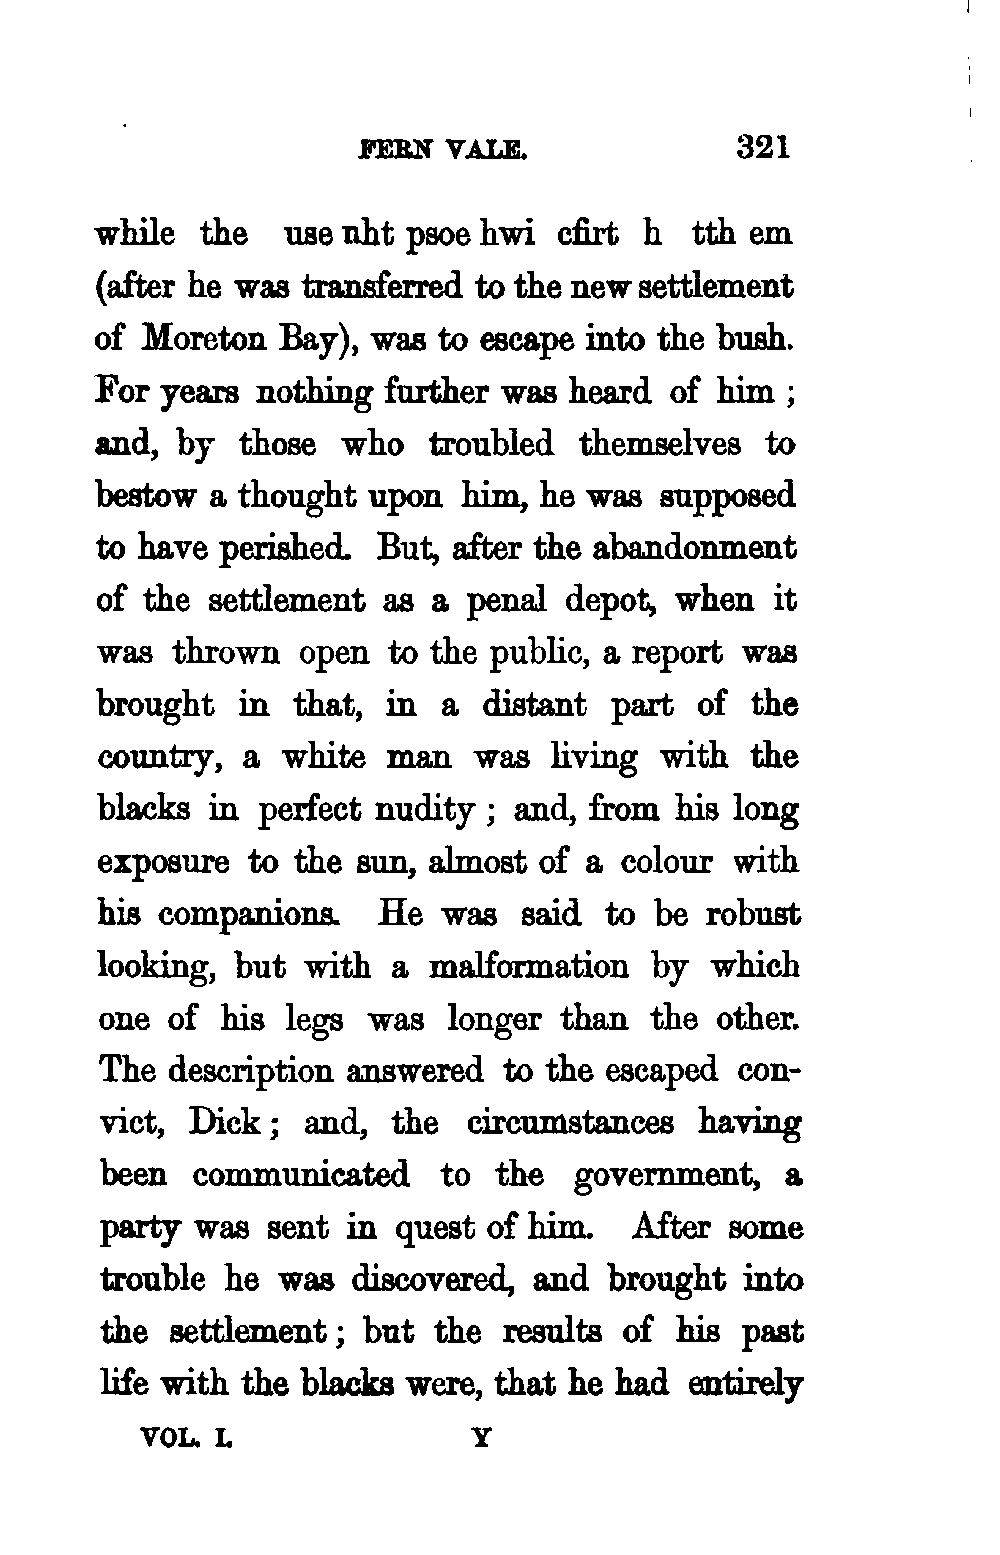 FERN VALE. 321
while the use nht psoe hwi cfirt h tth em
(after he was transferred to the new settlement
of Moreton Bay), was to escape into the bush.
For years nothing further was heard of him ;
and, by those who troubled themselves to
bestow a thought upon him, he was supposed
to have perished. But, after the abandonment
of the settlement as a penal depot, when it
was thrown open to the public, a report was
brought in that, in a distant part of the
country, a white man was living with the
blacks in perfect nudity ; and, from his long
exposure to the sun, almost of a colour with
his companions. He was said to be robust
looking, but with a malformation by which
one of his legs was longer than the other.
The description answered to the escaped con-
vict, Dick ; and, the circumstances having
been communicated to the government, a
party was sent in quest of him. After some
trouble he was discovered, and brought into
the settlement ; but the results of his past
life with the blacks were, that he had entirely
VOL. I. Y